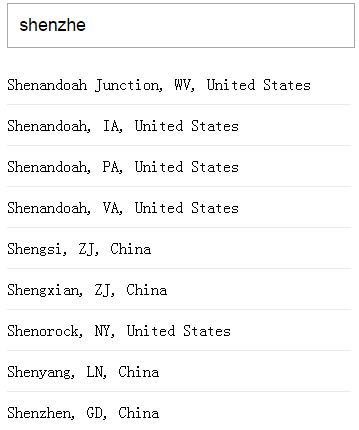 shenzhe
Shenandoah Junction, WV, United States
Shenandoah, IA, United States
Shenandoah, PA, United States
Shenandoah, VA, United States
Shengsi, ZJ, China
Shengxian, ZJ, China
Shenorock, NY, United States
Shenyang, LN, China
Shenzhen, GD, China